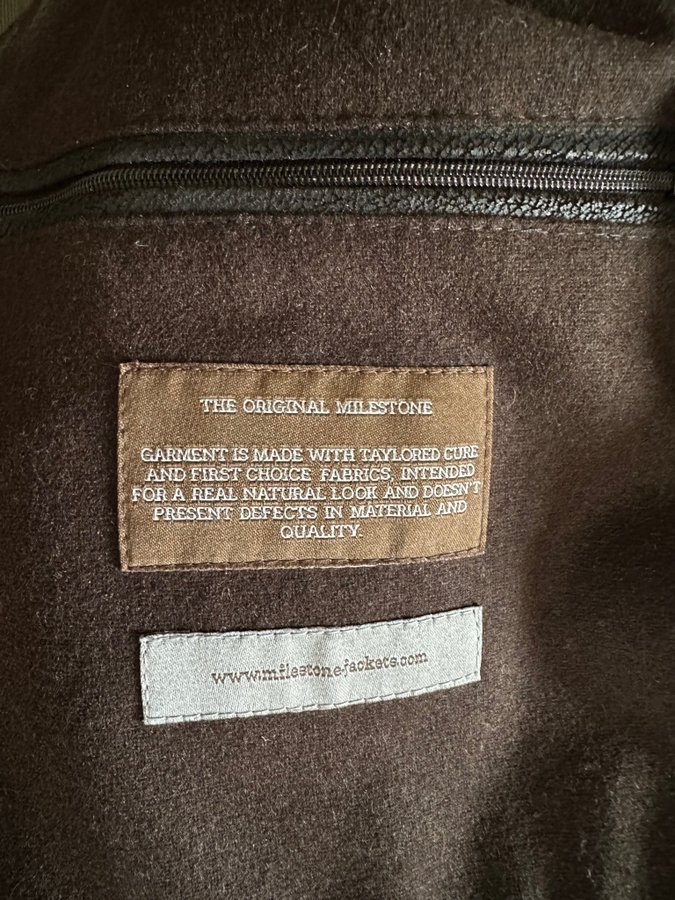 THE ORIGINAL MILESTONE
GARMENT IS MADE WITH TAYLORED CURE
AND FIRST CHOICE FABRICS, INTENDED
FOR A REAL NATURAL LOOK AND DOESN'T
PRESENT DEFECTS IN MATERIAL AND
QUALITY.
www.milestone-jackets.com